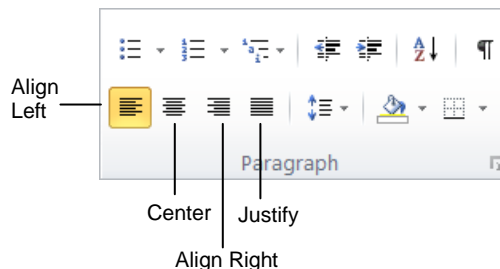 Align
Left
Paragraph
Center
Justify
Align Right